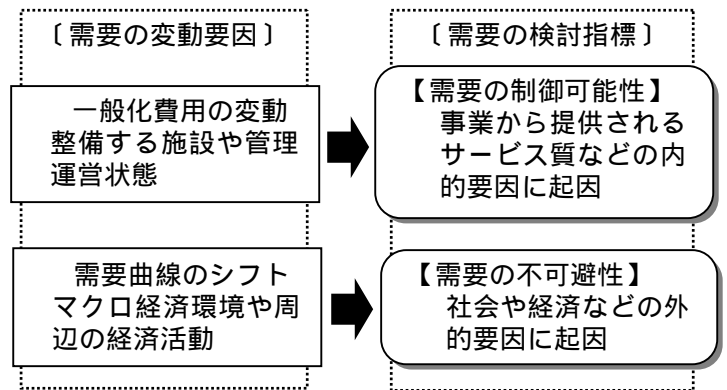 〔需要の変動要因〕
〔需要の検討指標〕
一般化費用の変動
整備する施設や管理
運営状態
【需要の制御可能性】
事業から提供される
サービス質などの内
的要因に起因
需要曲線のシフト
マクロ経済環境や周
辺の経済活動
【需要の不可避性】
社会や経済などの外
的要因に起因